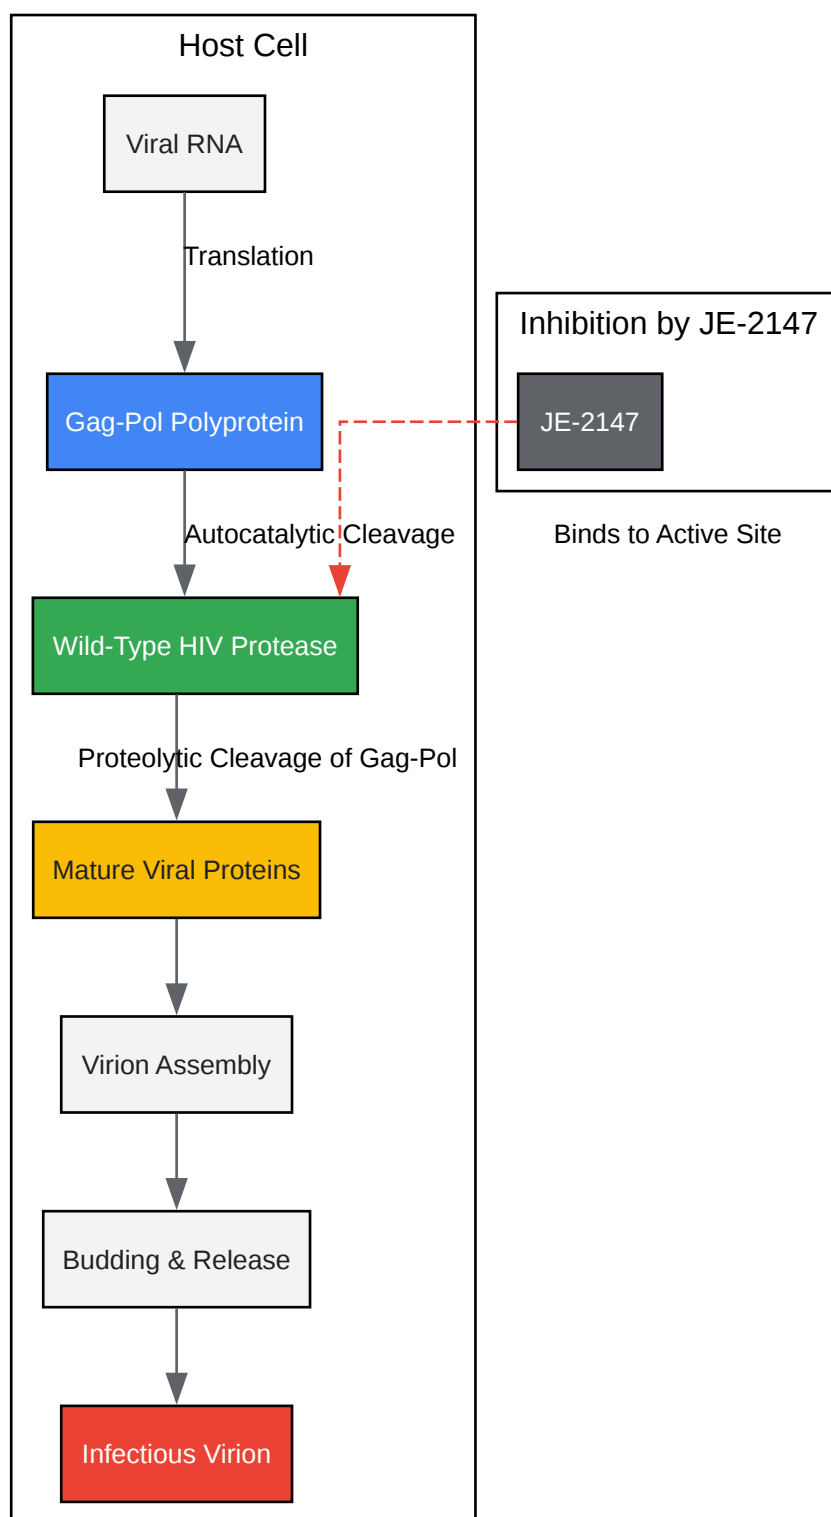 Host Cell
Viral RNA
Translation
Inhibition by JE-2147
Gag-Pol Polyprotein
JE-2147
Autocatalytic Cleavage
Binds to Active Site
Wild-Type HIV Protease
Proteolytic Cleavage of Gag-Pol
Mature Viral Proteins
Virion Assembly
Budding & Release
Infectious Virion